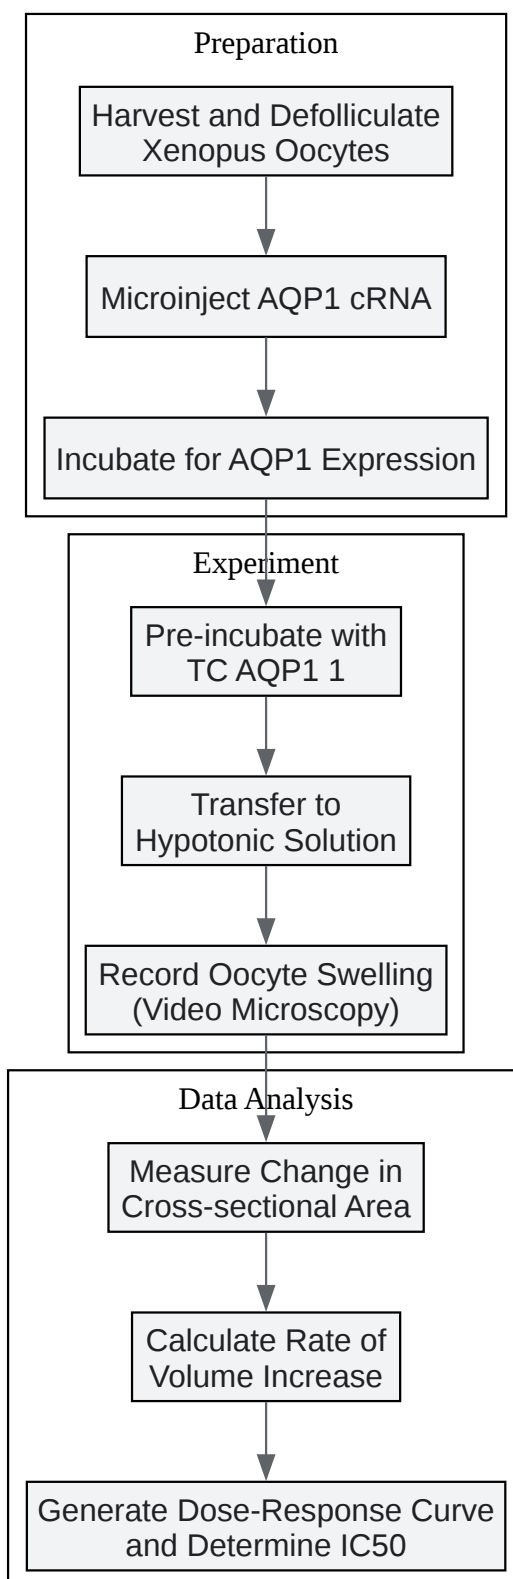 Preparation
Harvest and Defolliculate
Xenopus Oocytes
Microinject AQP1 cRNA
Incubate for AQP1 Expression
Experiment
Pre-incubate with
TC AQP1 1
Transfer to
Hypotonic Solution
Record Oocyte Swelling
(Video Microscopy)
Data Analysis
Measure Change in
Cross-sectional Area
Calculate Rate of
Volume Increase
Generate Dose-Response Curve
and Determine IC50